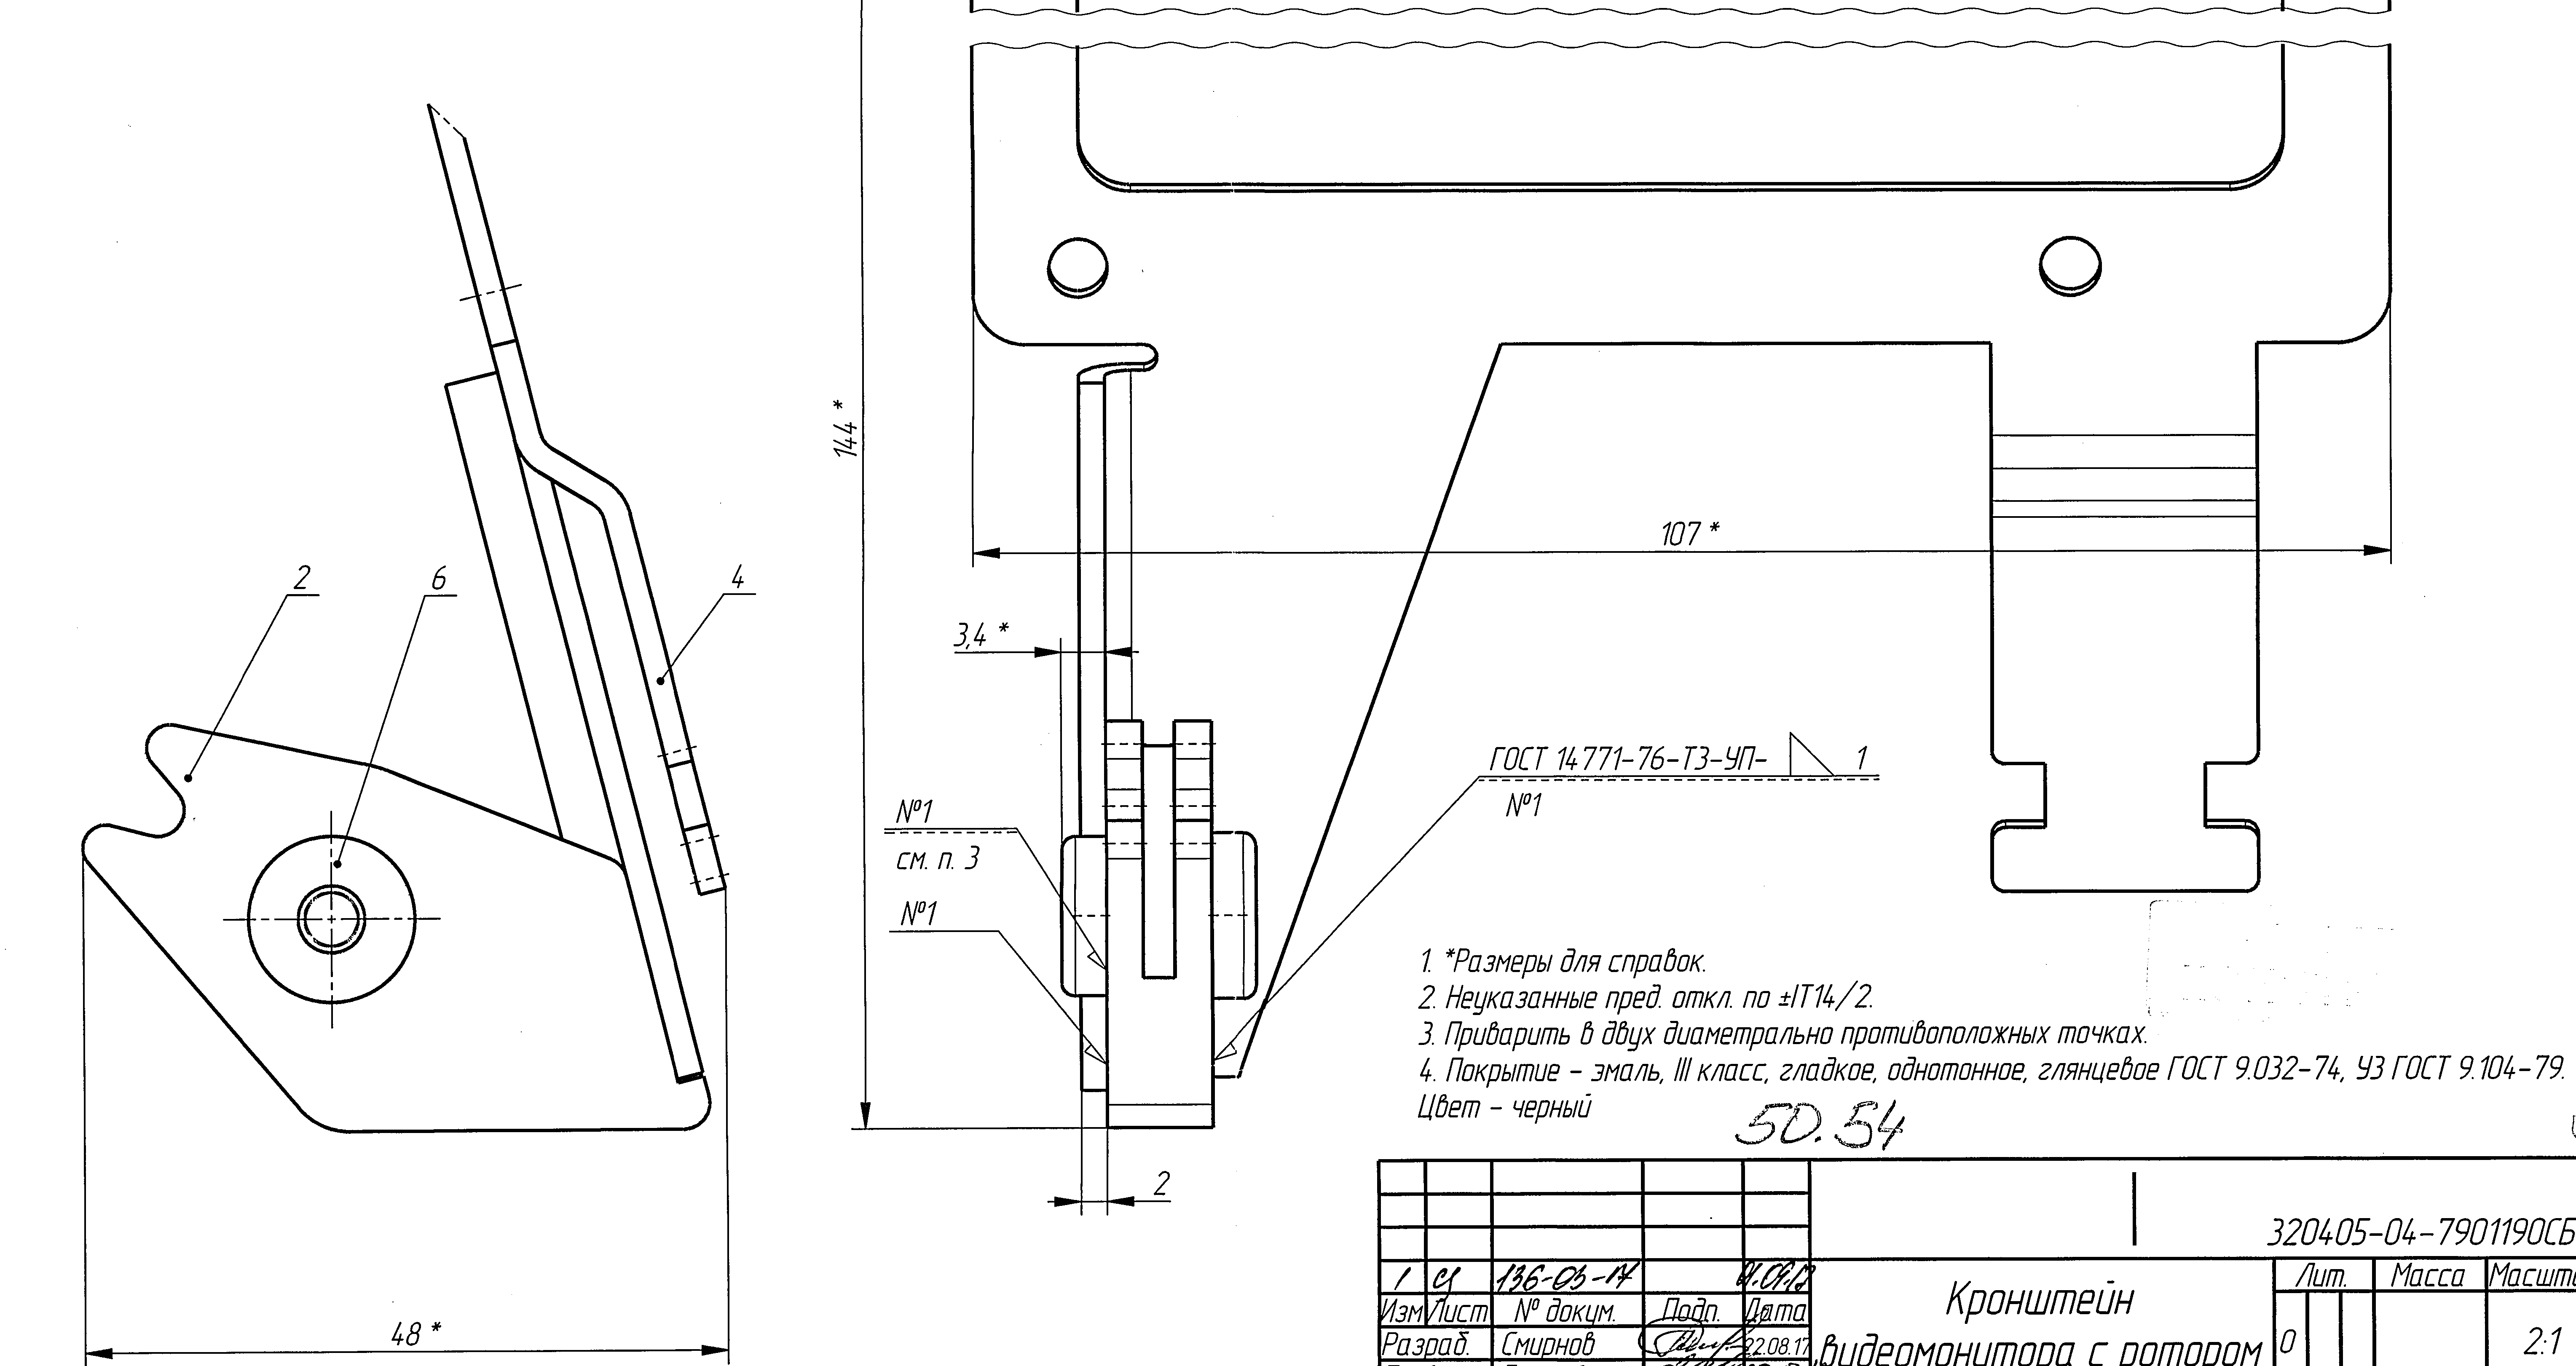 144 *
107 *
2
6
4
3,4 *
ГОСТ 14771-76-Т3-УП- 1
№1
№1
см. п. 3
№1
1. *Размеры для справок.
2. Неуказанные пред. откл. по ±IT14/2.
3. Приварить в двух диаметрально противоположных точках.
4. Покрытие - эмаль, III класс, гладкое, однотонное, глянцевое ГОСТ 9.032-74, У3 ГОСТ 9.104-79.
Цвет - черный
50.54
2
48 *
320405-04-7901190СБ
1 136-03-17
Изм Лист № докум. Подп. Дата
Разраб. Смирнов 22.08.17
Кронштейн
видеомонитора с ротором
Лит. Масса Масшта
О 2:1